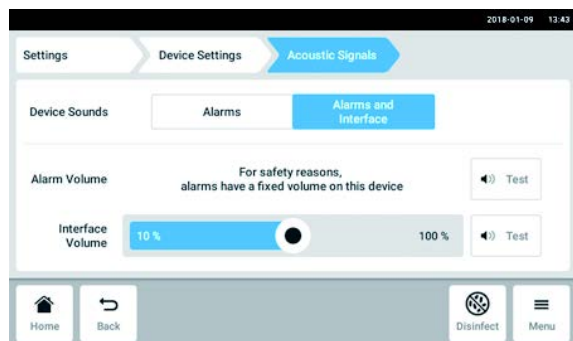 2018-01-09 13:43
Settings Device Settings Acoustic Signals
Device Sounds Alarms Alarms and
Interface
Alarm Volume For safety reasons,
alarms have a fixed volume on this device Test
Interface
Volume 10 % 100 % Test
Home Back Disinfect Menu